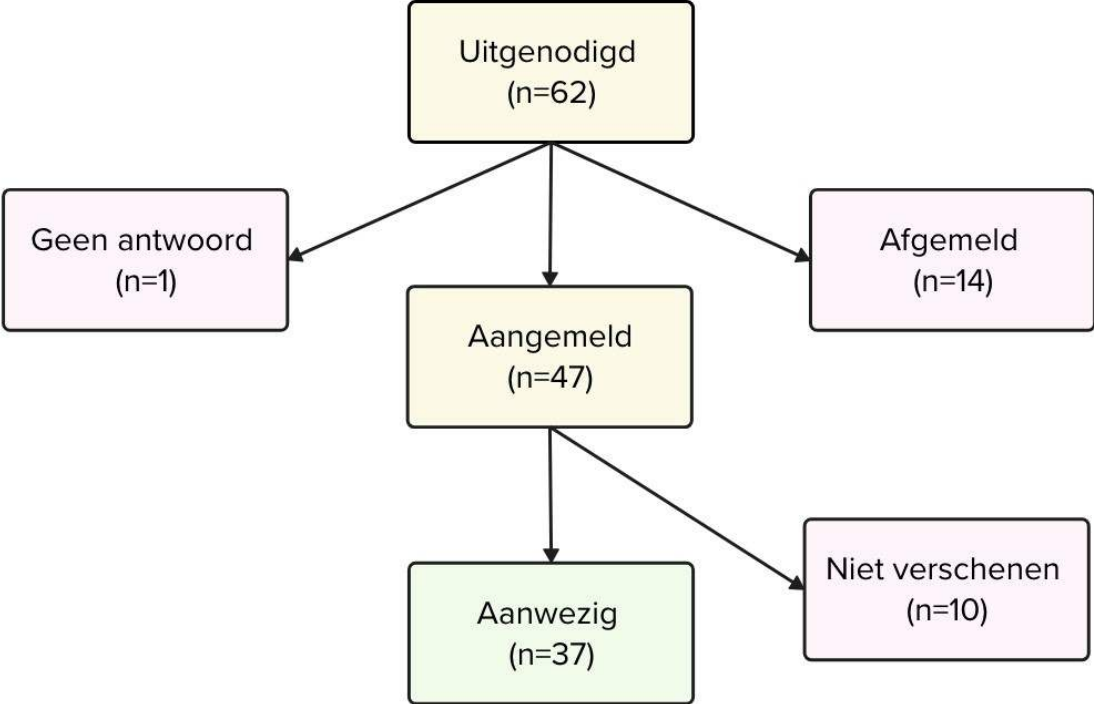 Uitgenodigd
(n=62)
Geen antwoord
(n=1)
Afgemeld
(n=14)
Aangemeld
(n=47)
Niet verschenen
(n=10)
Aanwezig
(n=37)